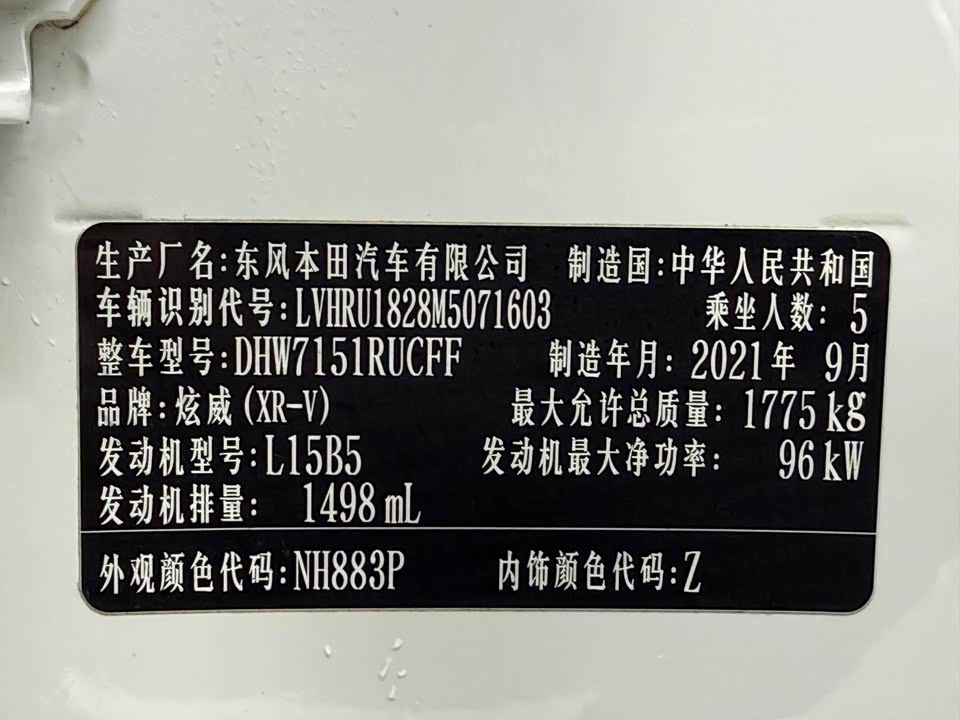 生产厂名:东风本田汽车有限公司 制造国:中华人民共和国
车辆识别代号:LVHRU1828M5071603 乘坐人数: 5
整车型号:DHW7151RUCFF 制造年月: 2021年 9月
品牌:炫威(XR-V) 最大允许总质量: 1775kg
发动机型号:L15B5 发动机最大净功率: 96kW
发动机排量: 1498mL
外观颜色代码:NH883P 内饰颜色代码:Z